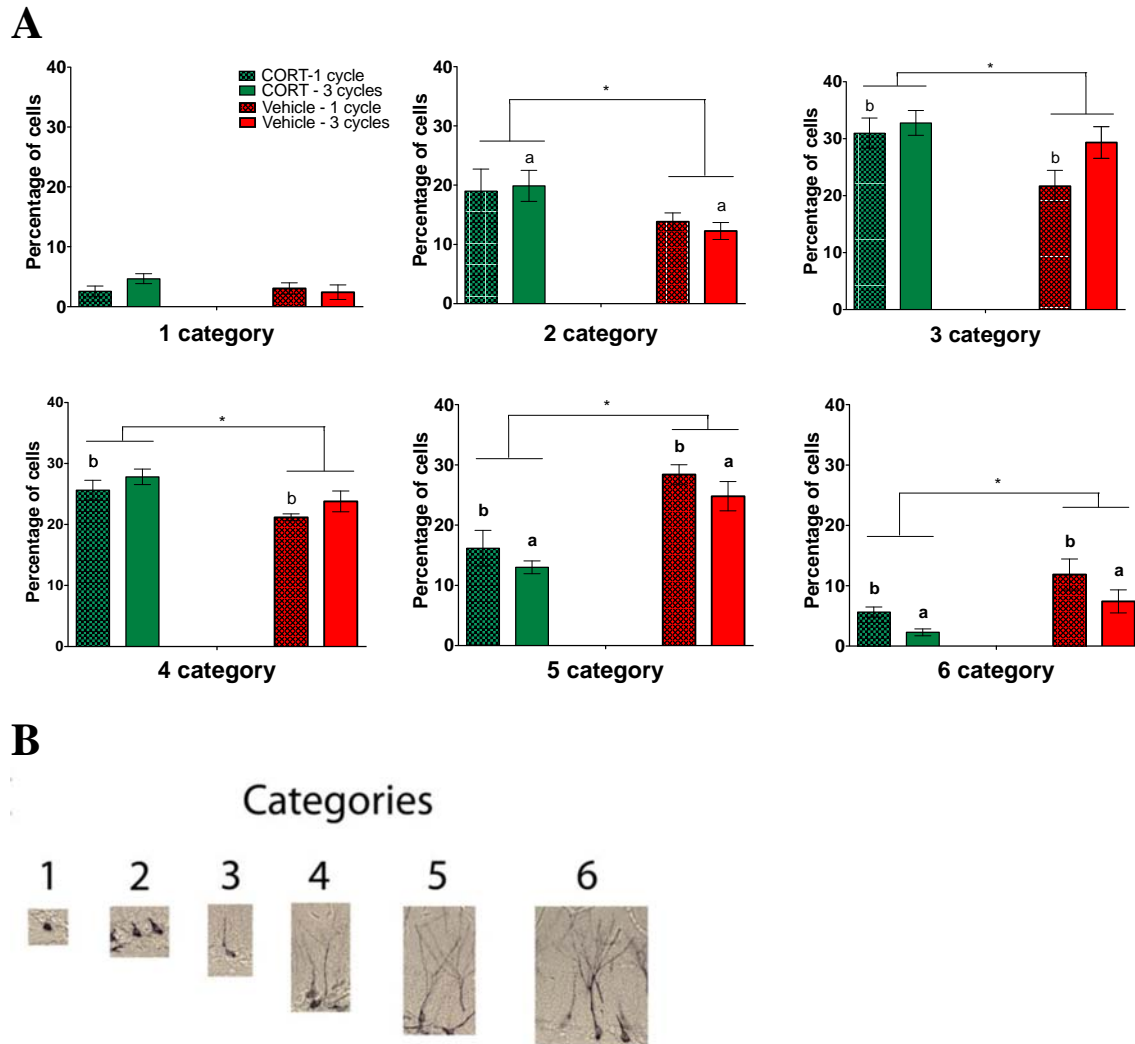 A
Percentage of cells
40
30
20
10
0
CORT-1 cycle
CORT - 3 cycles
Vehicle - 1 cycle
Vehicle - 3 cycles
1 category
Percentage of cells
40
30
20
10
0
*
a
a
2 category
Percentage of cells
40
30
20
10
0
*
b
b
3 category
Percentage of cells
40
30
20
10
0
*
b
b
4 category
Percentage of cells
40
30
20
10
0
*
b
a
b
a
5 category
Percentage of cells
40
30
20
10
0
*
b
a
b
a
6 category
B
Categories
1 2 3 4 5 6